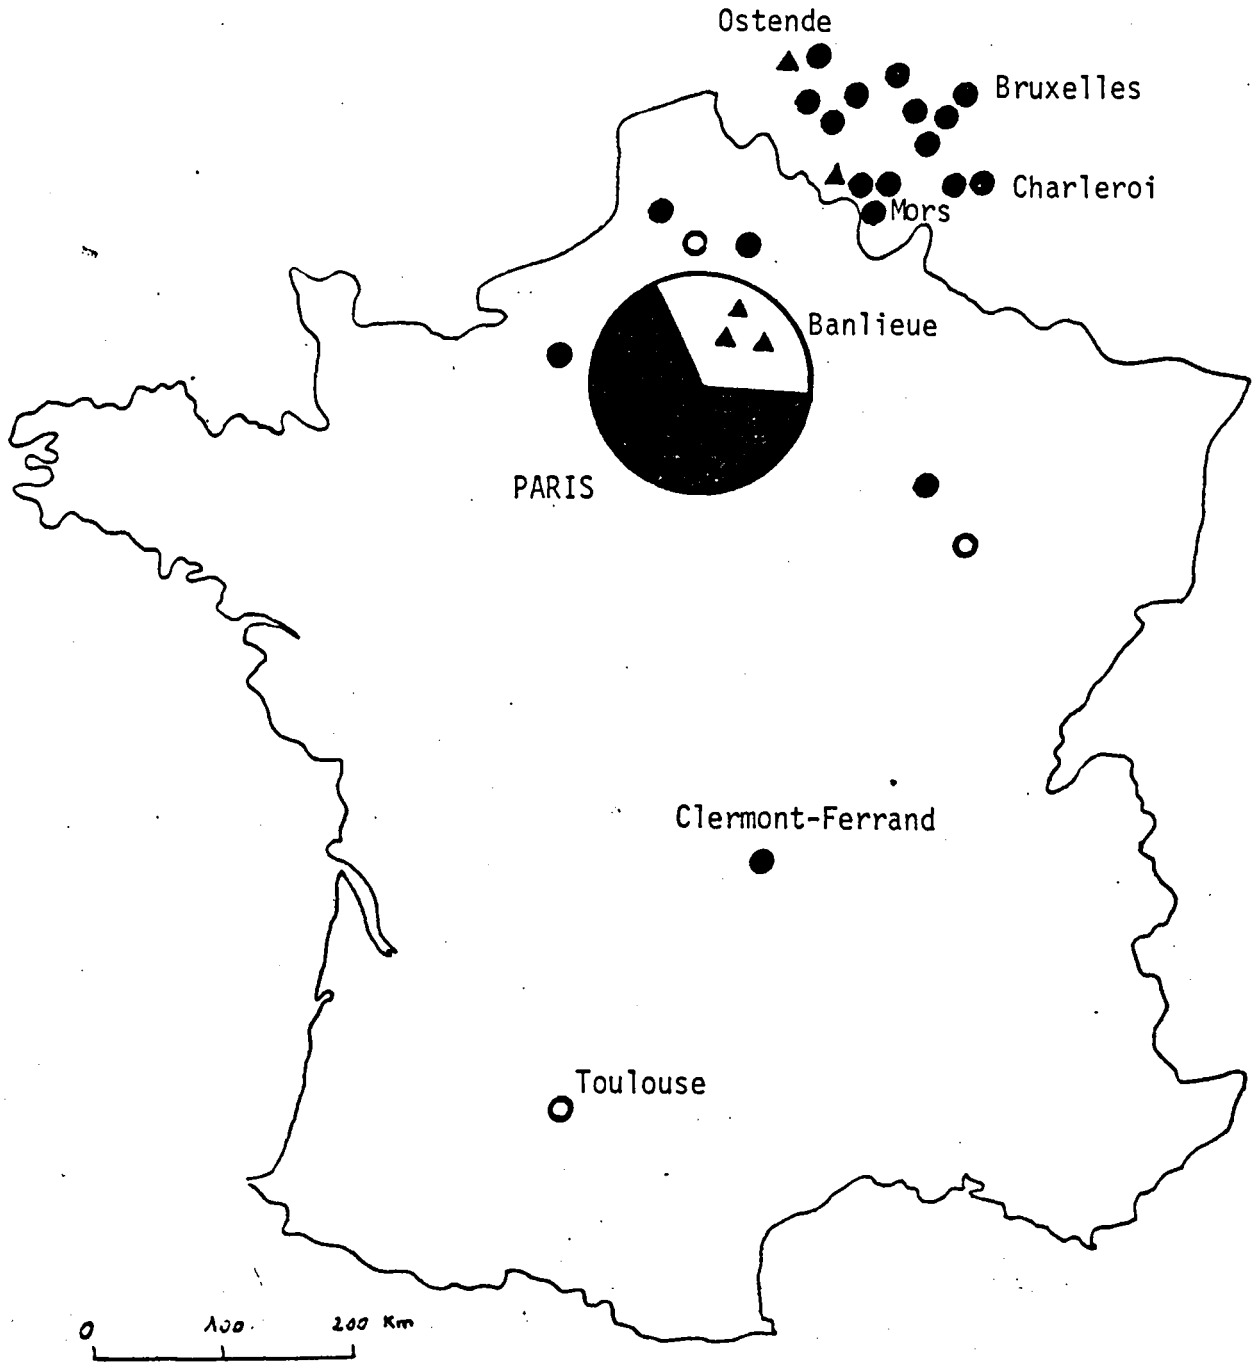 Ostende
Bruxelles
Charleroi
Mors
Banlieue
PARIS
Clermont-Ferrand
Toulouse
0 100 200 Km